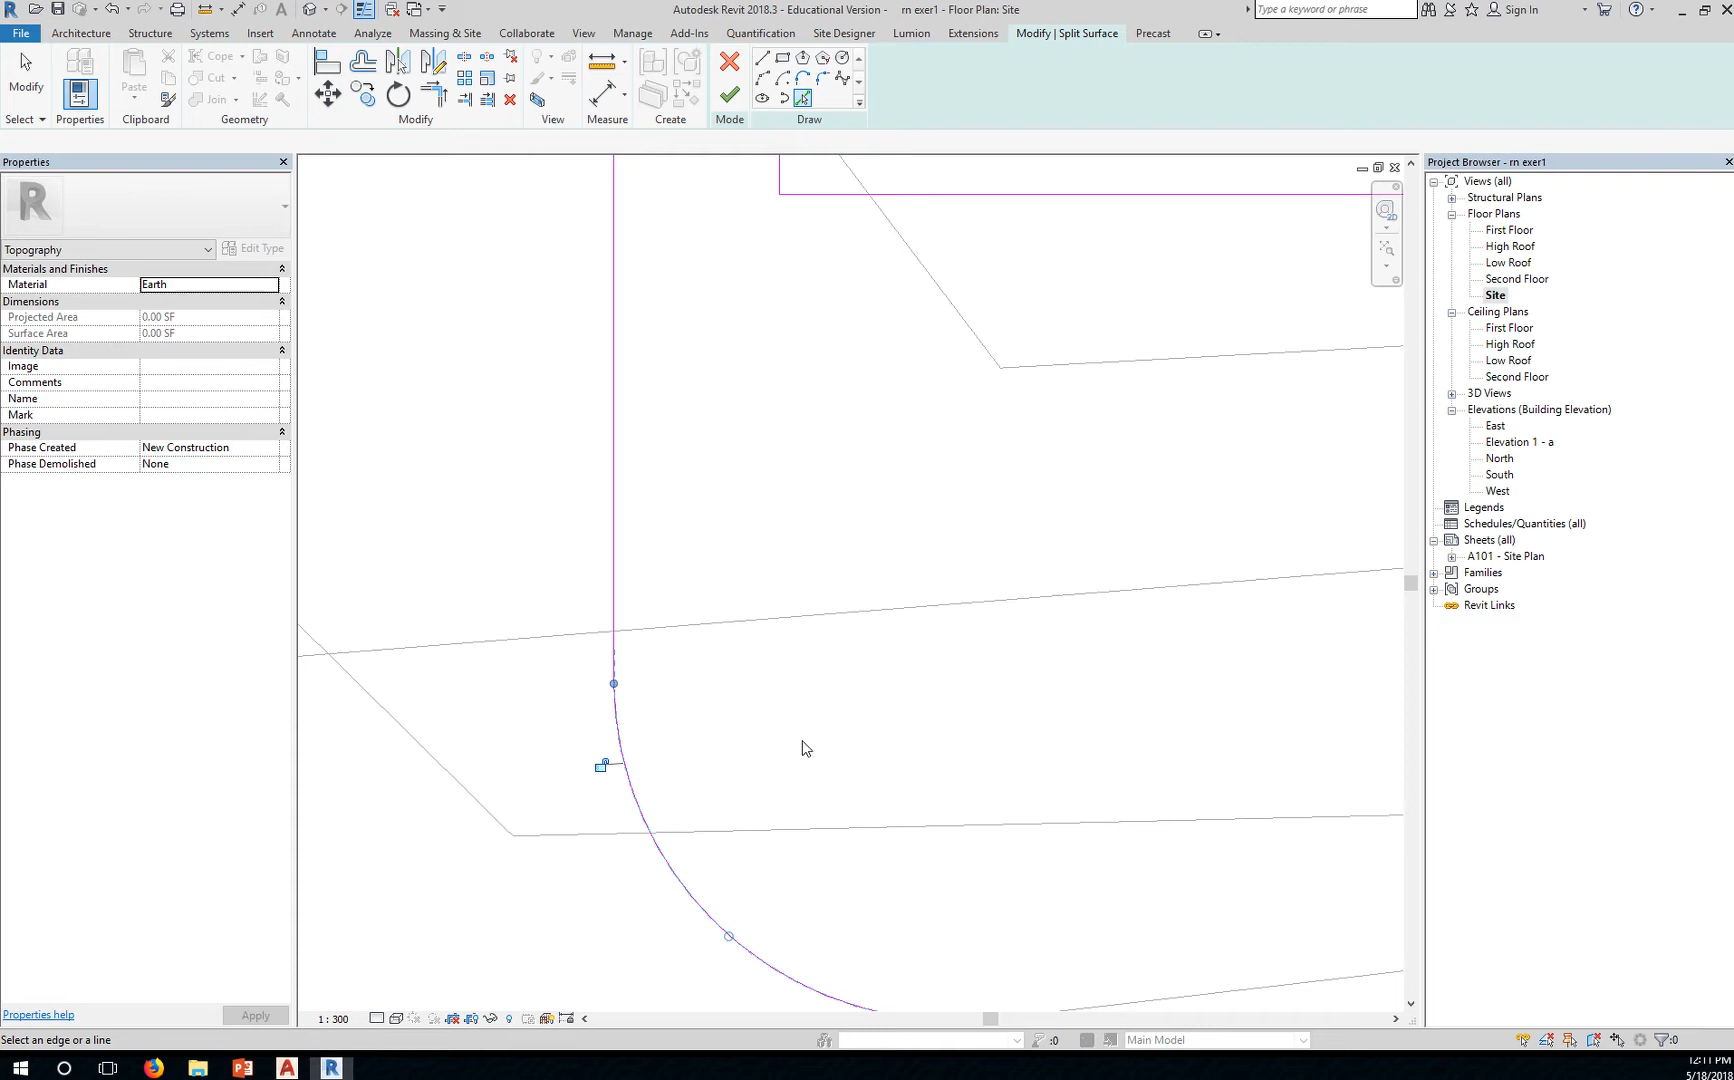 Autodesk Revit 2018.3 - Educational Version - rn exer1 - Floor Plan: Site
Type a keyword or phrase
Sign In
File Architecture Structure Systems Insert Annotate Analyze Massing & Site Collaborate View Manage Add-Ins Quantification Site Designer Lumion Extensions Modify | Split Surface Precast
Modify
Paste
Cope
Cut
Join
Select Properties Clipboard Geometry Modify View Measure Create Mode Draw
Properties
Topography
Edit Type
Materials and Finishes
Material Earth
Dimensions
Projected Area 0.00 SF
Surface Area 0.00 SF
Identity Data
Image
Comments
Name
Mark
Phasing
Phase Created New Construction
Phase Demolished None
Properties help
Apply
2D
1 : 300
Project Browser - rn exer1
Views (all)
Structural Plans
Floor Plans
First Floor
High Roof
Low Roof
Second Floor
Site
Ceiling Plans
First Floor
High Roof
Low Roof
Second Floor
3D Views
Elevations (Building Elevation)
East
Elevation 1 - a
North
South
West
Legends
Schedules/Quantities (all)
Sheets (all)
A101 - Site Plan
Families
Groups
Revit Links
Select an edge or a line
:0
Main Model
:0
12:11 PM
5/18/2018